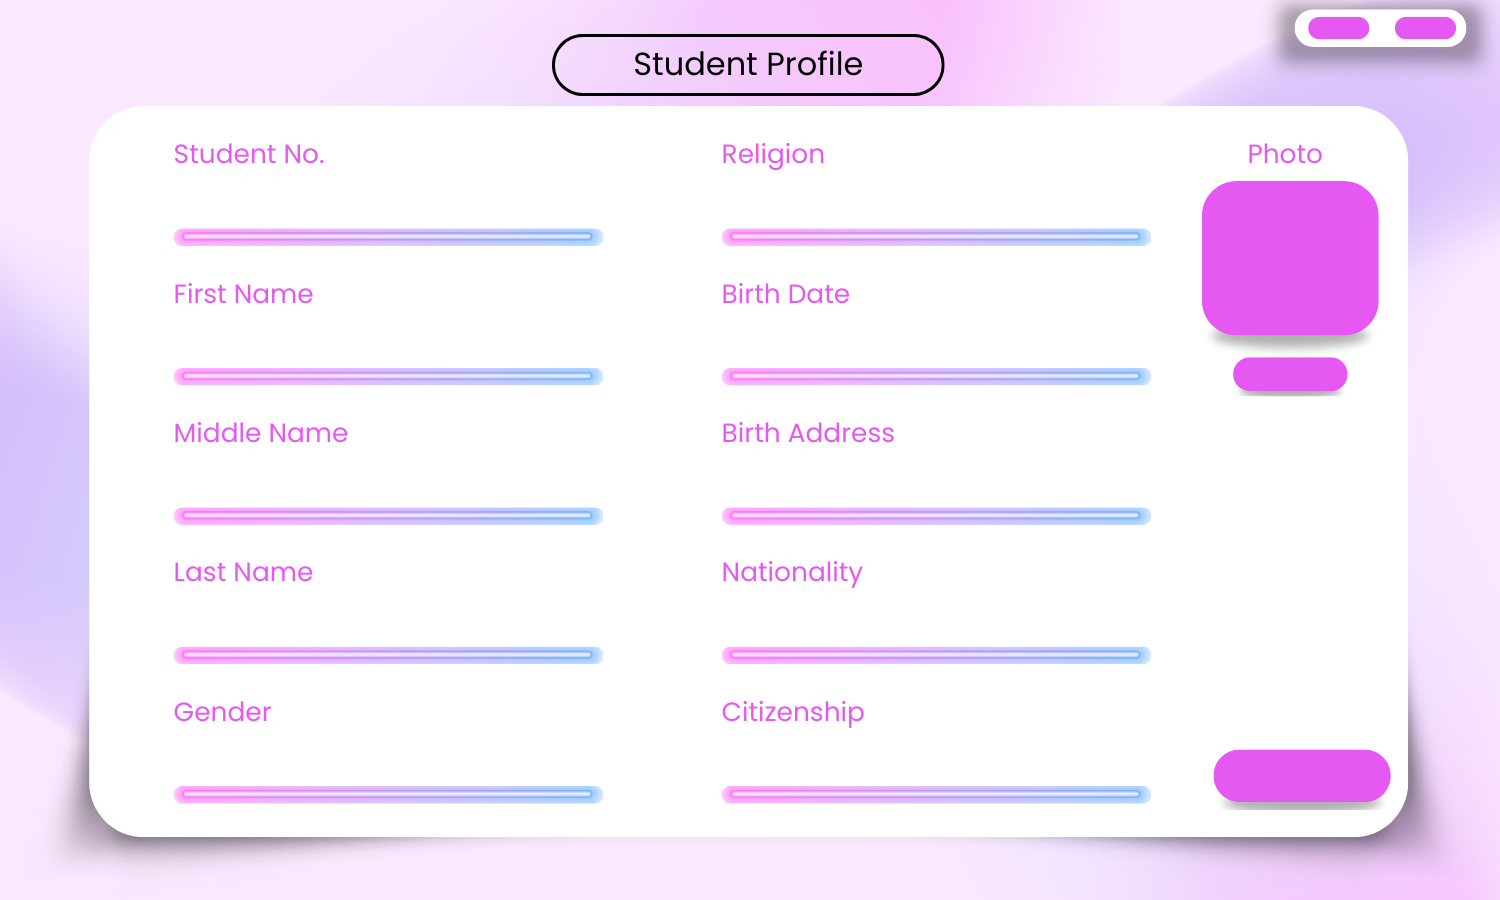 Student Profile
Student No.
Religion
Photo
First Name
Birth Date
Middle Name
Birth Address
Last Name
Nationality
Gender
Citizenship